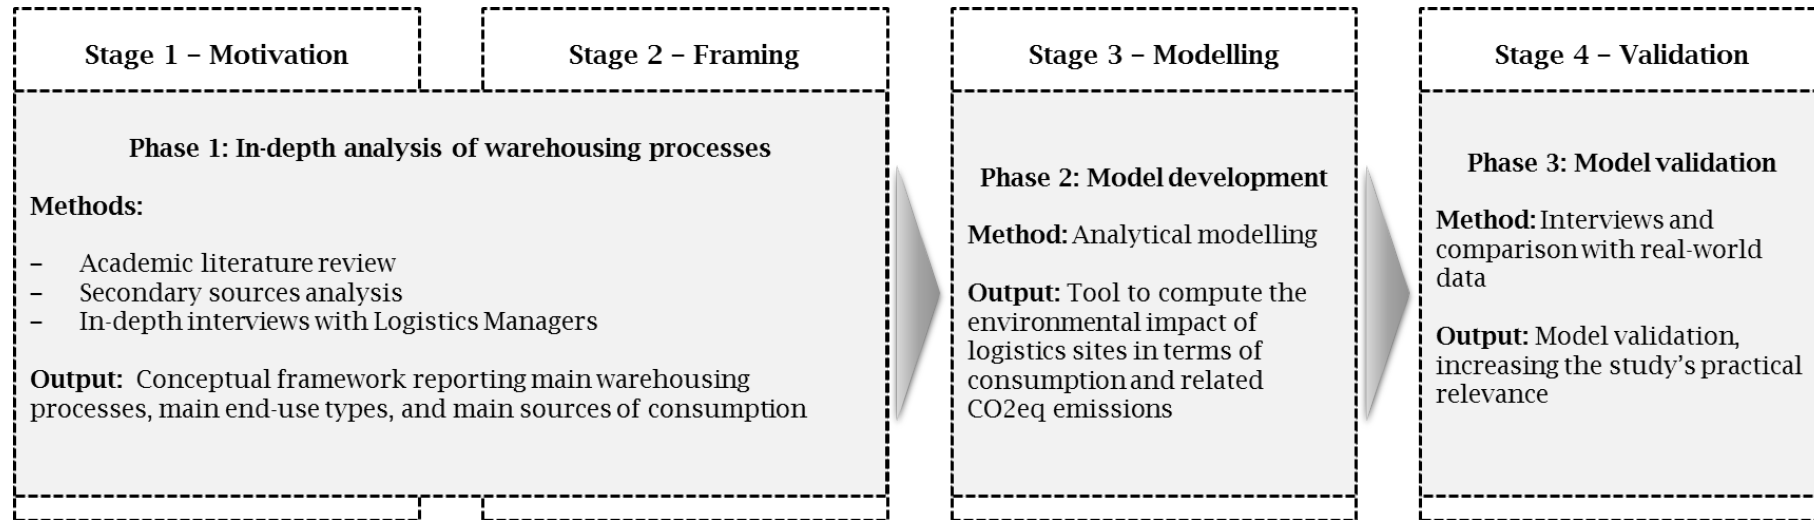 Stage 1 – Motivation
Stage 2 – Framing
Stage 3 – Modelling
Stage 4 – Validation
Phase 1: In-depth analysis of warehousing processes
Methods:
– Academic literature review
– Secondary sources analysis
– In-depth interviews with Logistics Managers
Output: Conceptual framework reporting main warehousing
processes, main end-use types, and main sources of consumption
Phase 2: Model development
Method: Analytical modelling
Output: Tool to compute the
environmental impact of
logistics sites in terms of
consumption and related
CO2eq emissions
Phase 3: Model validation
Method: Interviews and
comparison with real-world
data
Output: Model validation,
increasing the study’s practical
relevance